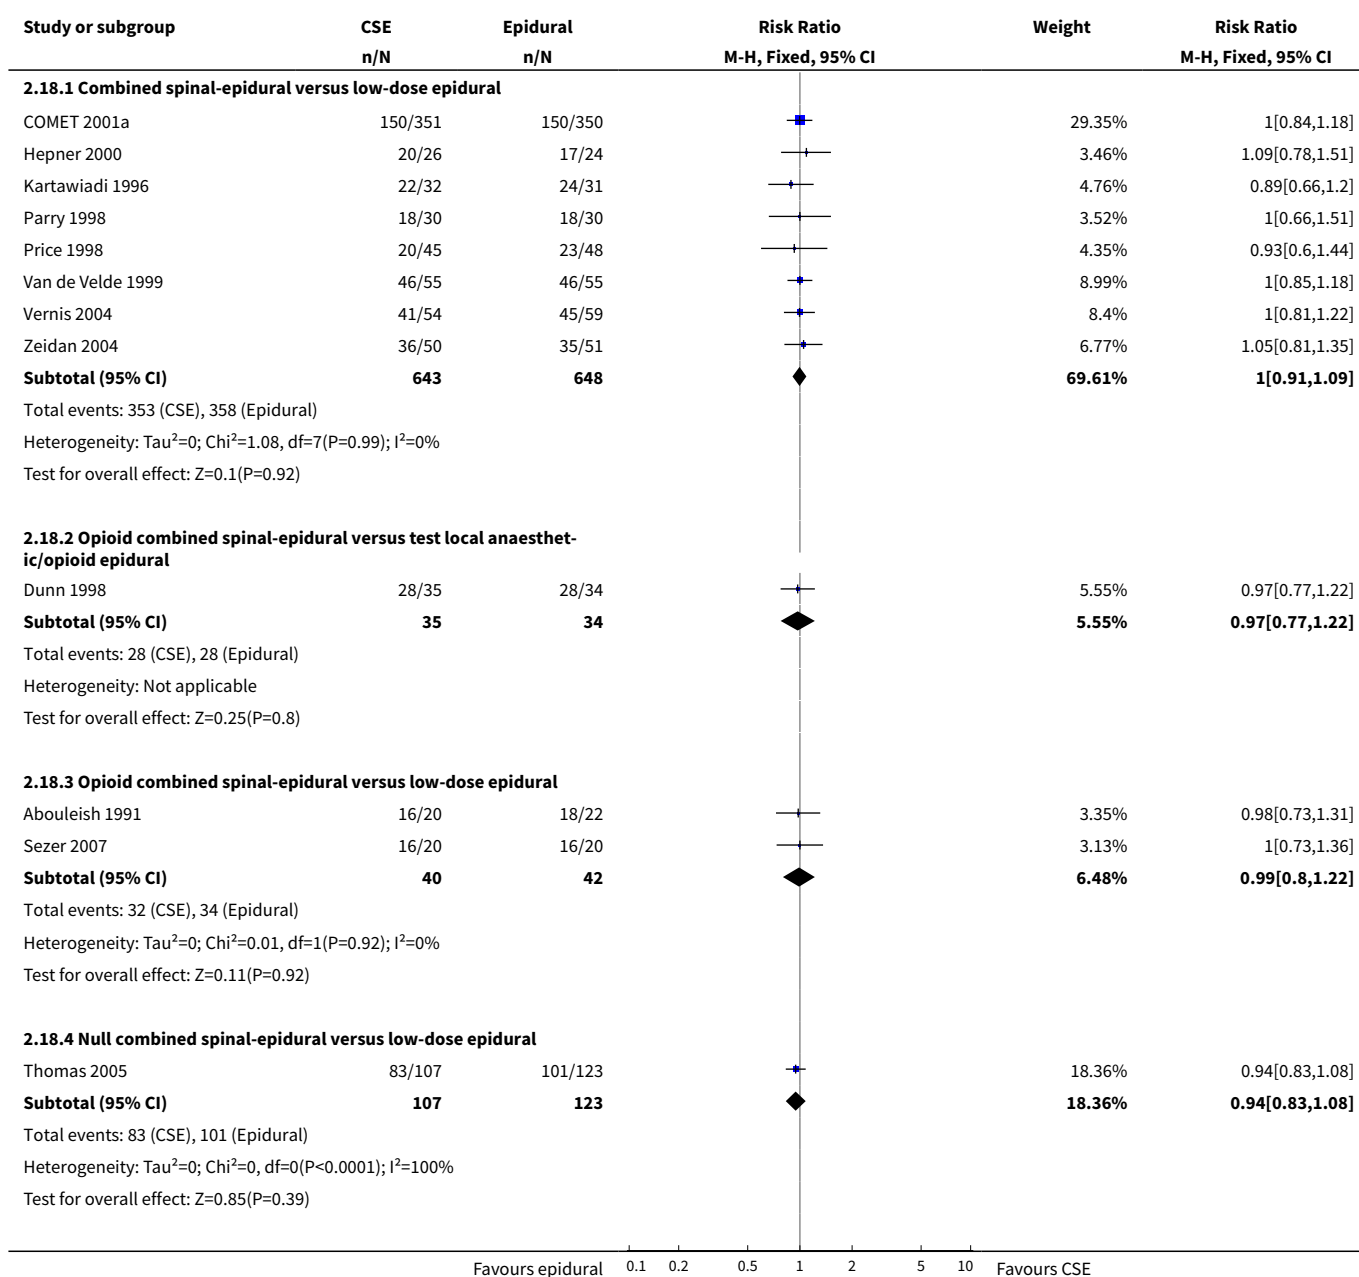 Study or subgroup CSE Epidural Risk Ratio Weight Risk Ratio
n/N n/N M-H, Fixed, 95% CI M-H, Fixed, 95% CI
2.18.1 Combined spinal-epidural versus low-dose epidural
COMET 2001a 150/351 150/350 29.35% 1[0.84,1.18]
Hepner 2000 20/26 17/24 3.46% 1.09[0.78,1.51]
Kartawiadi 1996 22/32 24/31 4.76% 0.89[0.66,1.2]
Parry 1998 18/30 18/30 3.52% 1[0.66,1.51]
Price 1998 20/45 23/48 4.35% 0.93[0.6,1.44]
Van de Velde 1999 46/55 46/55 8.99% 1[0.85,1.18]
Vernis 2004 41/54 45/59 8.4% 1[0.81,1.22]
Zeidan 2004 36/50 35/51 6.77% 1.05[0.81,1.35]
Subtotal (95% CI) 643 648 69.61% 1[0.91,1.09]
Total events: 353 (CSE), 358 (Epidural)
Heterogeneity: Tau²=0; Chi²=1.08, df=7(P=0.99); I²=0%
Test for overall effect: Z=0.1(P=0.92)
2.18.2 Opioid combined spinal-epidural versus test local anaesthet-
ic/opioid epidural
Dunn 1998 28/35 28/34 5.55% 0.97[0.77,1.22]
Subtotal (95% CI) 35 34 5.55% 0.97[0.77,1.22]
Total events: 28 (CSE), 28 (Epidural)
Heterogeneity: Not applicable
Test for overall effect: Z=0.25(P=0.8)
2.18.3 Opioid combined spinal-epidural versus low-dose epidural
Abouleish 1991 16/20 18/22 3.35% 0.98[0.73,1.31]
Sezer 2007 16/20 16/20 3.13% 1[0.73,1.36]
Subtotal (95% CI) 40 42 6.48% 0.99[0.8,1.22]
Total events: 32 (CSE), 34 (Epidural)
Heterogeneity: Tau²=0; Chi²=0.01, df=1(P=0.92); I²=0%
Test for overall effect: Z=0.11(P=0.92)
2.18.4 Null combined spinal-epidural versus low-dose epidural
Thomas 2005 83/107 101/123 18.36% 0.94[0.83,1.08]
Subtotal (95% CI) 107 123 18.36% 0.94[0.83,1.08]
Total events: 83 (CSE), 101 (Epidural)
Heterogeneity: Tau²=0; Chi²=0, df=0(P<0.0001); I²=100%
Test for overall effect: Z=0.85(P=0.39)
Favours epidural 0.1 0.2 0.5 1 2 5 10 Favours CSE